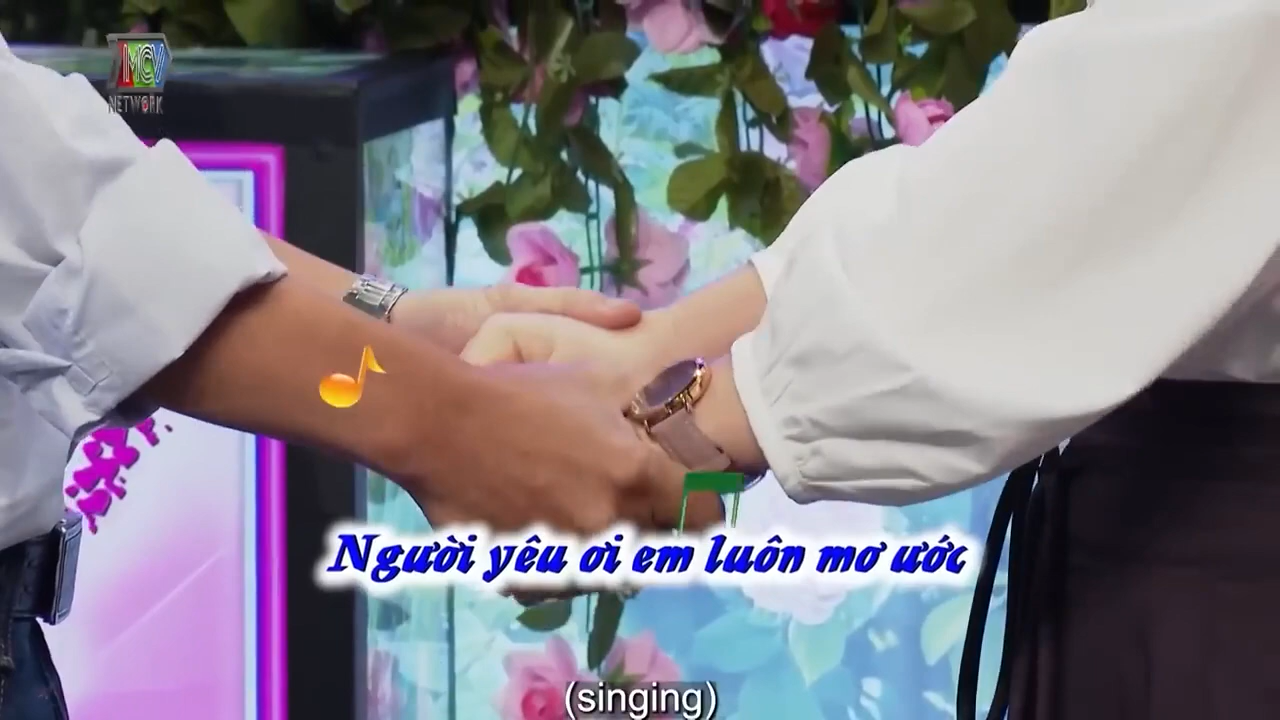 MCV
NETWORK
Người yêu ơi em luôn mơ ước
(singing)